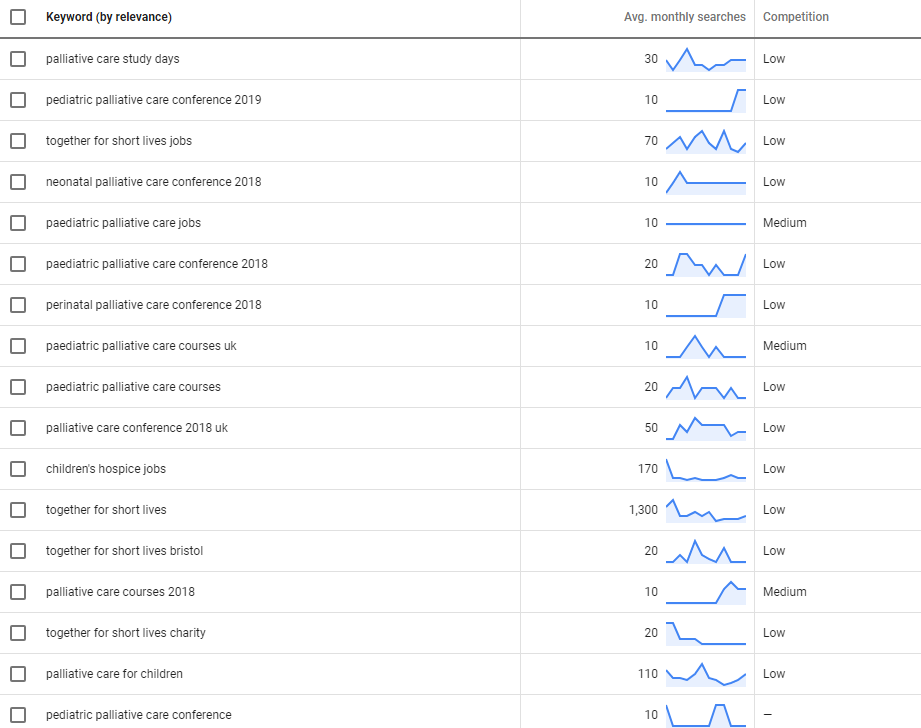 Keyword (by relevance) Avg. monthly searches Competition
palliative care study days 30 Low
pediatric palliative care conference 2019 10 Low
together for short lives jobs 70 Low
neonatal palliative care conference 2018 10 Low
paediatric palliative care jobs 10 Medium
paediatric palliative care conference 2018 20 Low
perinatal palliative care conference 2018 10 Low
paediatric palliative care courses uk 10 Medium
paediatric palliative care courses 20 Low
palliative care conference 2018 uk 50 Low
children's hospice jobs 170 Low
together for short lives 1,300 Low
together for short lives bristol 20 Low
palliative care courses 2018 10 Medium
together for short lives charity 20 Low
palliative care for children 110 Low
pediatric palliative care conference 10 –